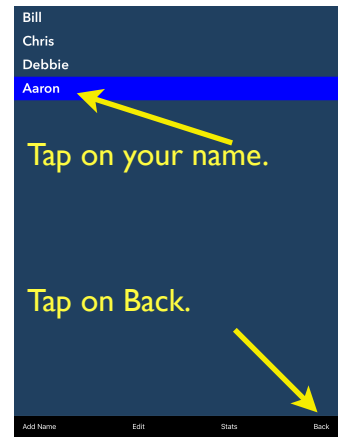 Bill
Chris
Debbie
Aaron
Tap on your name.
Tap on Back.
Add Name Edit Stats Back